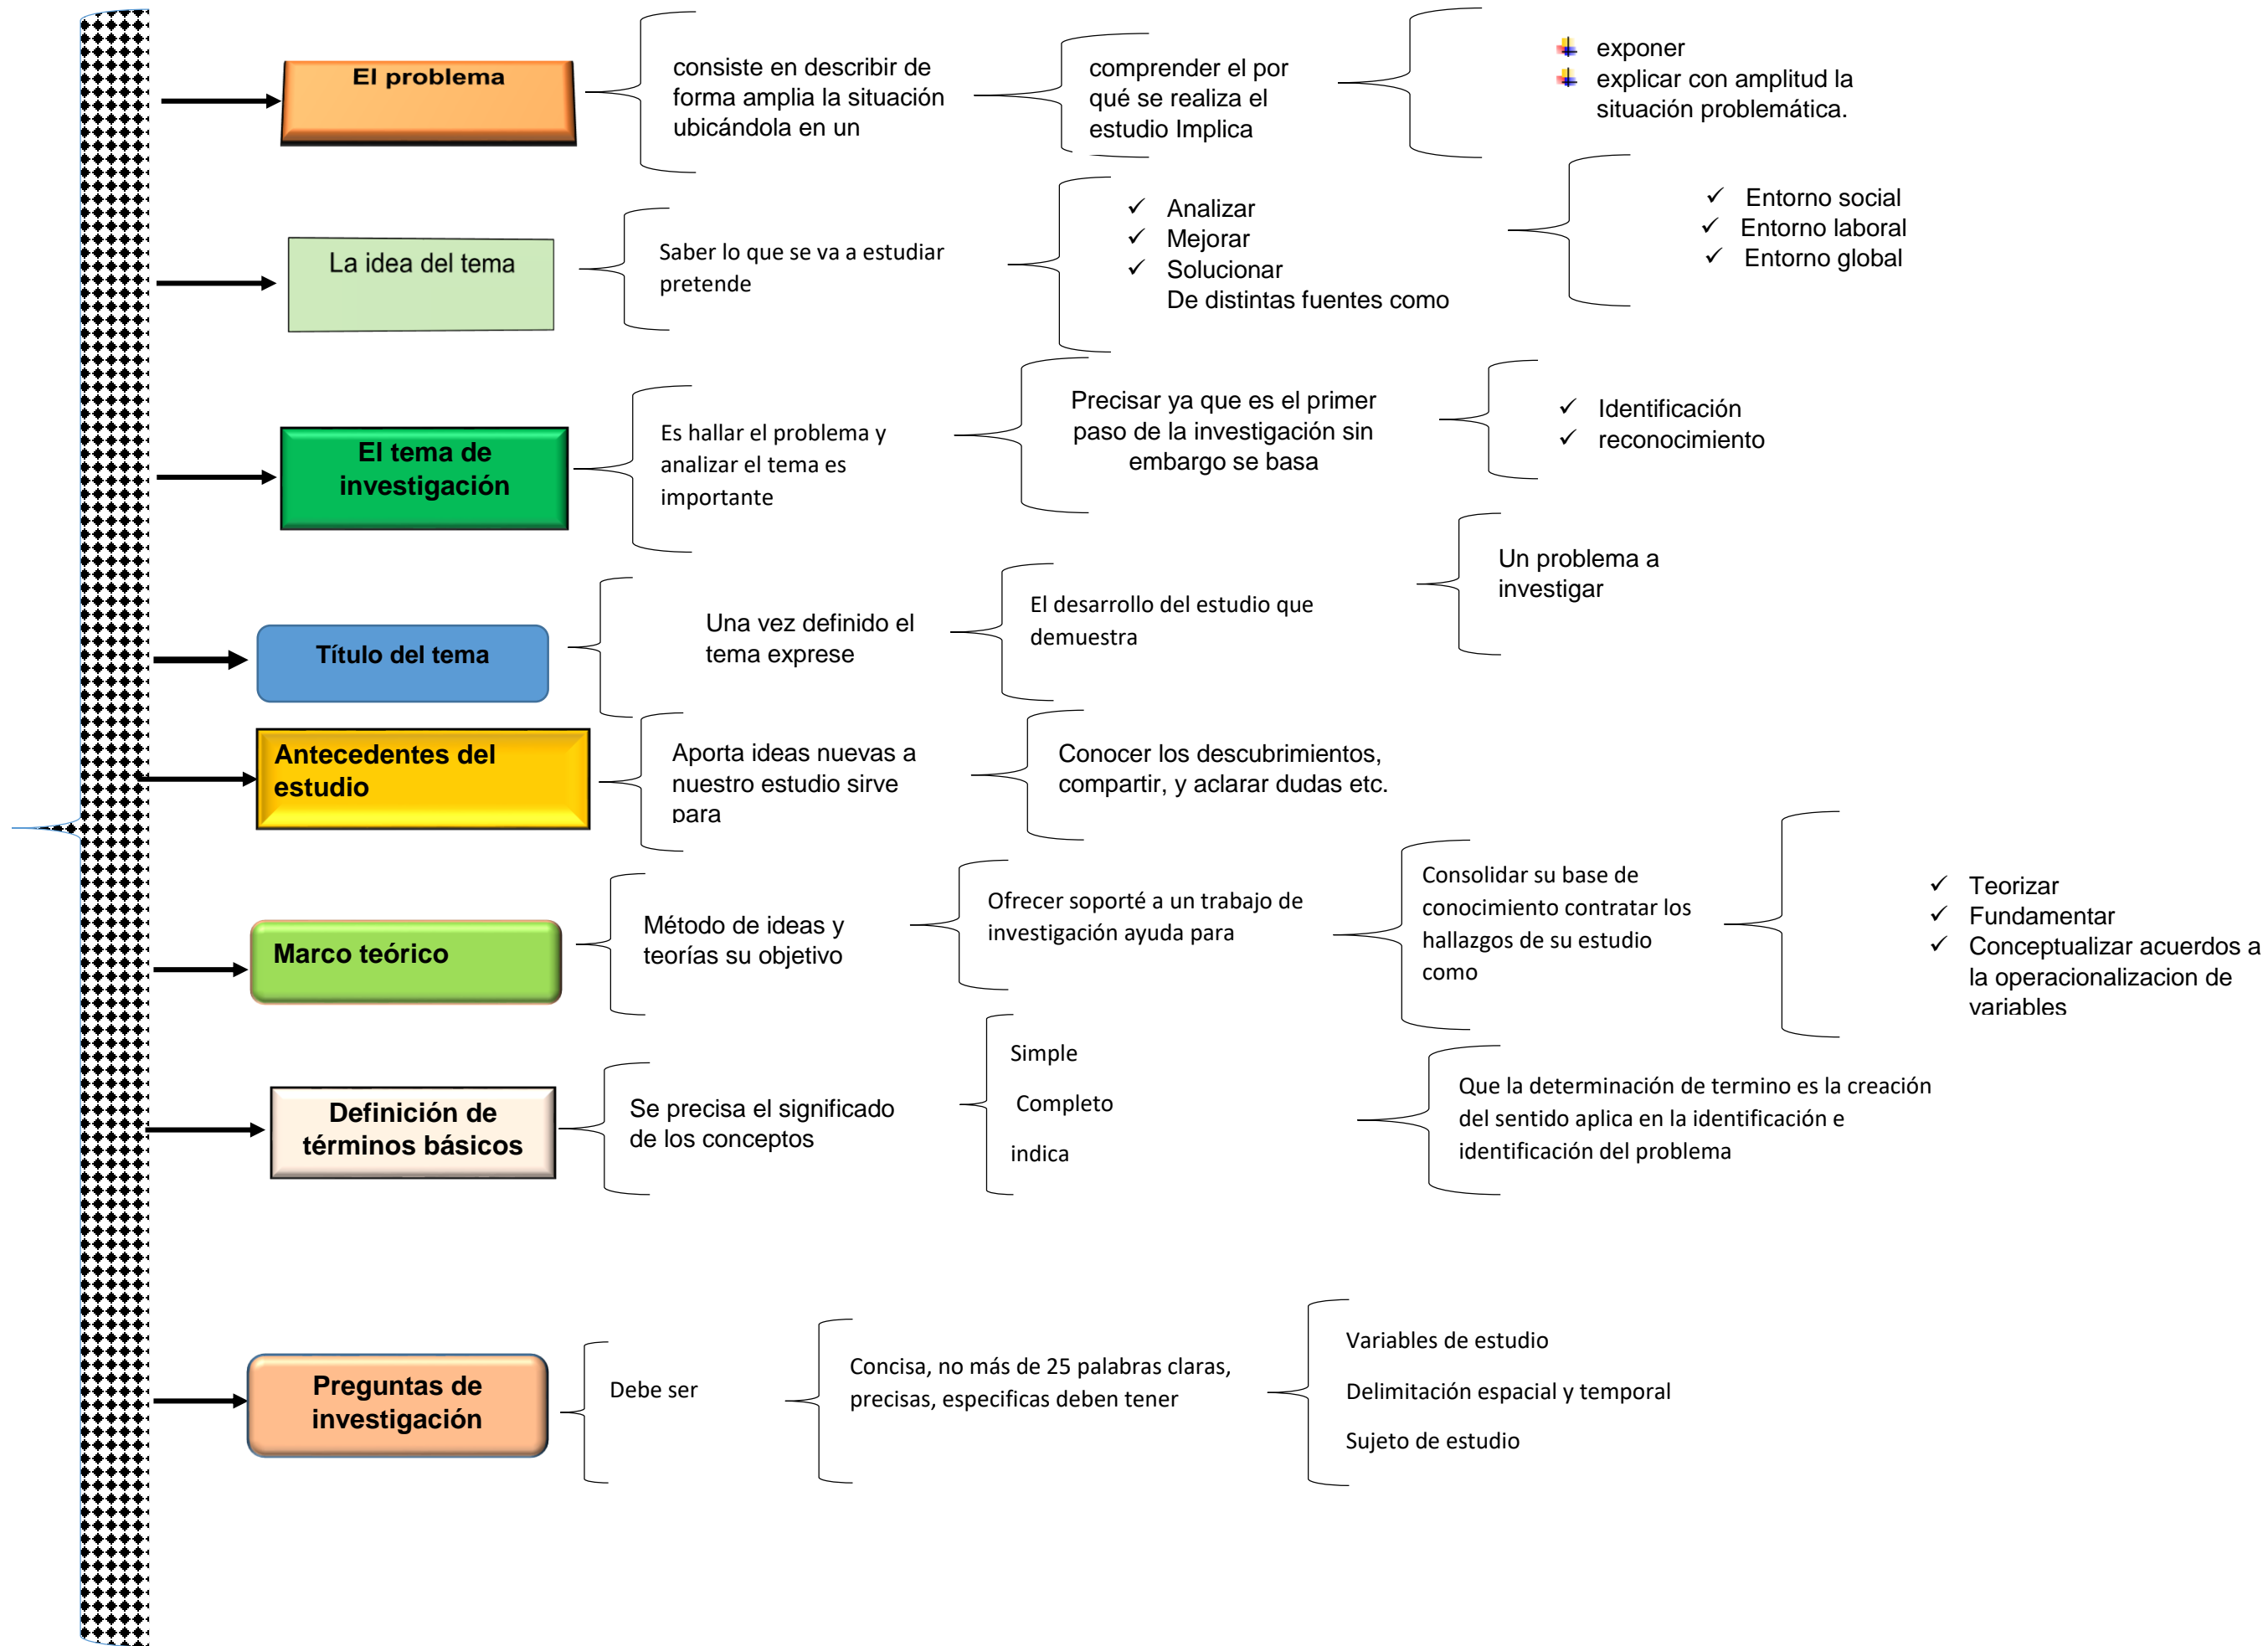 El problema
consiste en describir de
forma amplia la situación
ubicándola en un
comprender el por
qué se realiza el
estudio Implica
exponer
explicar con amplitud la
situación problemática.
La idea del tema
Saber lo que se va a estudiar
pretende
Analizar
Mejorar
Solucionar
De distintas fuentes como
Entorno social
Entorno laboral
Entorno global
El tema de
investigación
Es hallar el problema y
analizar el tema es
importante
Precisar ya que es el primer
paso de la investigación sin
embargo se basa
Identificación
reconocimiento
Título del tema
Una vez definido el
tema exprese
El desarrollo del estudio que
demuestra
Un problema a
investigar
Antecedentes del
estudio
Aporta ideas nuevas a
nuestro estudio sirve
para
Conocer los descubrimientos,
compartir, y aclarar dudas etc.
Marco teórico
Método de ideas y
teorías su objetivo
Ofrecer soporté a un trabajo de
investigación ayuda para
Consolidar su base de
conocimiento contratar los
hallazgos de su estudio
como
Teorizar
Fundamentar
Conceptualizar acuerdos a
la operacionalizacion de
variables
Definición de
términos básicos
Se precisa el significado
de los conceptos
Simple
Completo
indica
Que la determinación de termino es la creación
del sentido aplica en la identificación e
identificación del problema
Preguntas de
investigación
Debe ser
Concisa, no más de 25 palabras claras,
precisas, especificas deben tener
Variables de estudio
Delimitación espacial y temporal
Sujeto de estudio